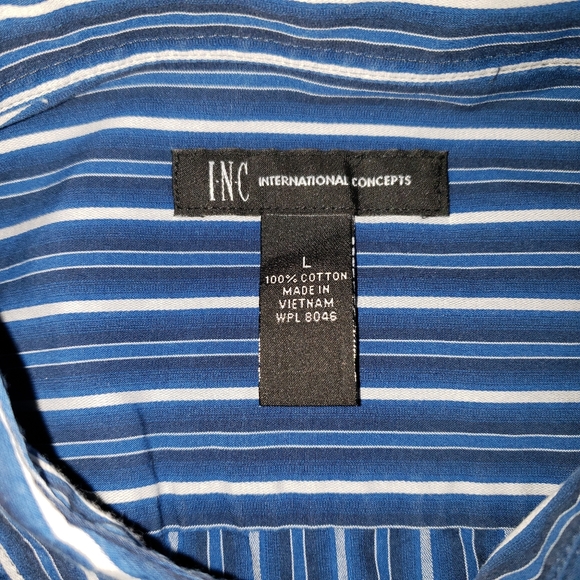 I·N·C INTERNATIONAL CONCEPTS
L
100% COTTON
MADE IN
VIETNAM
WPL 8046